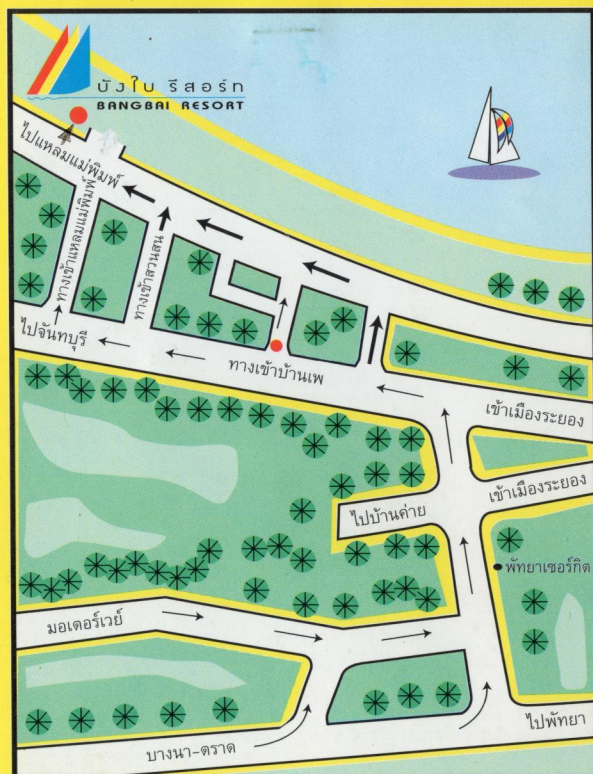 บังใบ รีสอร์ท
BANGBAI RESORT
ไปแหลมแม่พิมพ์
ทางเข้าแหลมแม่พิมพ์
ทางเข้าสวนสน
ไปจันทบุรี
ทางเข้าบ้านเพ
เข้าเมืองระยอง
เข้าเมืองระยอง
ไปบ้านค่าย
พัทยาเซอร์กิต
มอเตอร์เวย์
ไปพัทยา
บางนา-ตราด